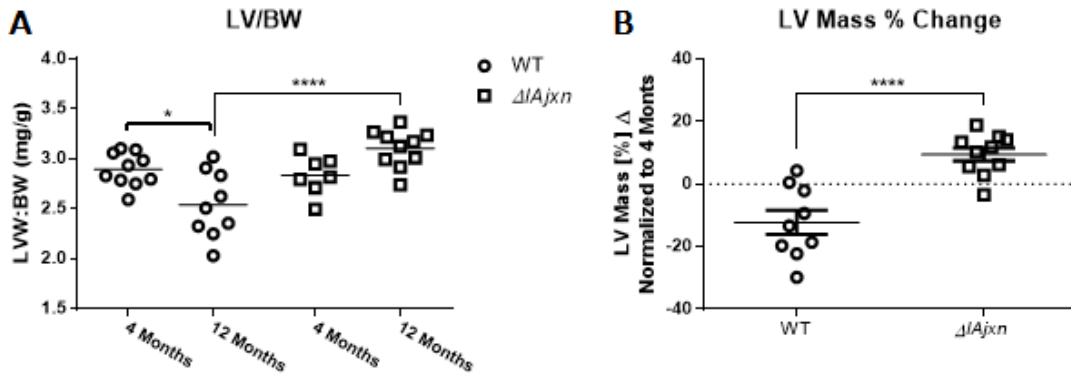 A
LV/BW
LVW:BW (mg/g)
4.0
3.5
3.0
2.5
2.0
1.5
*
****
4 Months
12 Months
4 Months
12 Months
WT
ΔIAjxn
B
LV Mass % Change
LV Mass [%] Δ
Normalized to 4 Monts
40
20
0
-20
-40
****
WT
ΔIAjxn